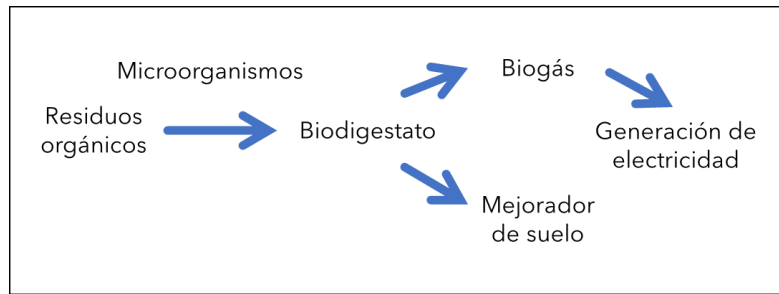 Microorganismos
Residuos
orgánicos
Biodigestato
Biogás
Generación de
electricidad
Mejorador
de suelo